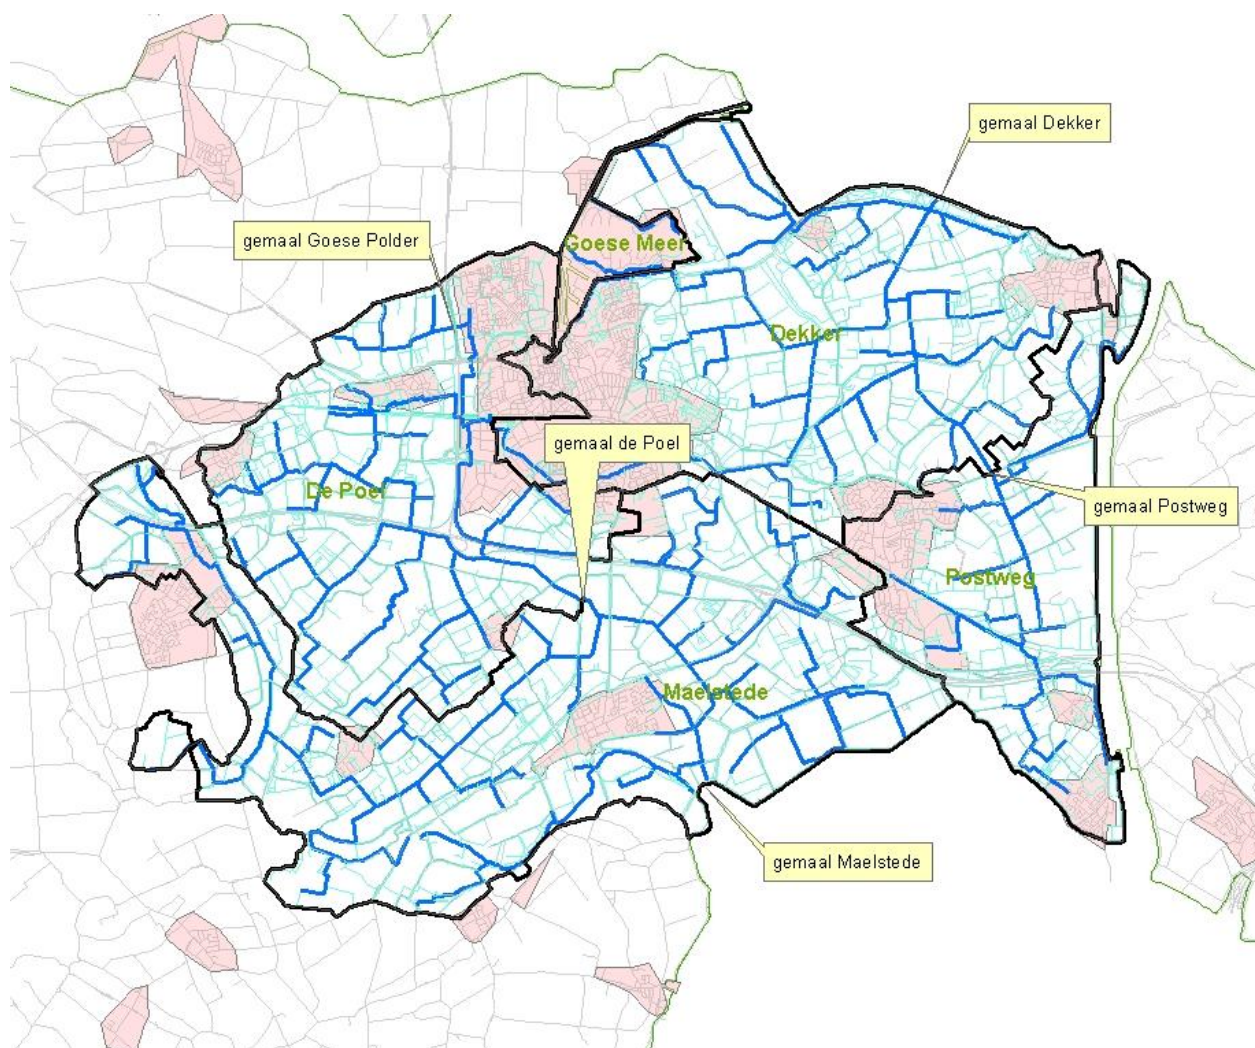 gemaal Dekker
gemaal Goese Polder
Goese Meer
Dekker
gemaal de Poel
De Poel
gemaal Postweg
Postweg
Maelstede
gemaal Maelstede